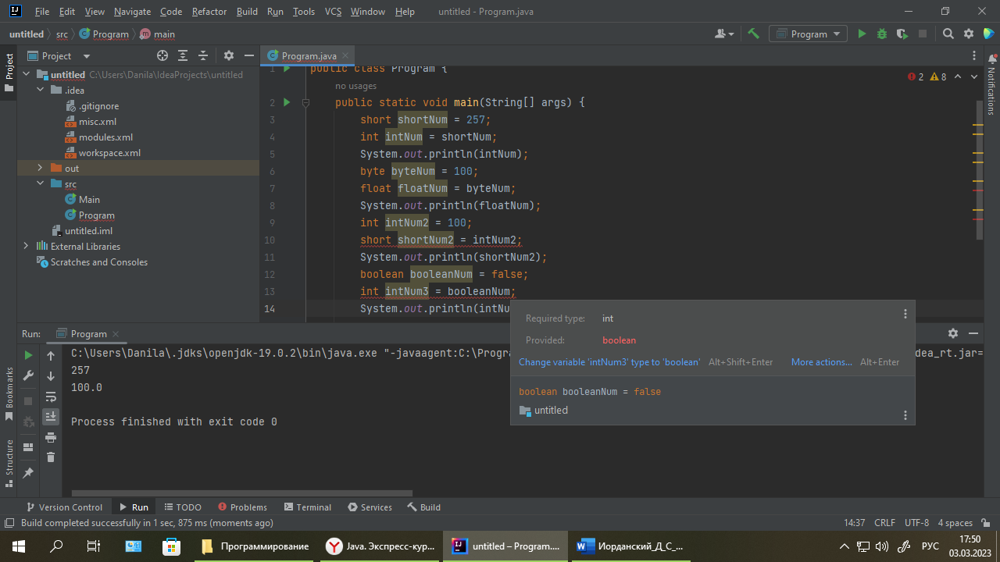 File Edit View Navigate Code Refactor Build Run Tools VCS Window Help untitled - Program.java
untitled src Program main
Program
Project
Program.java
Project
untitled C:\Users\Danila\IdeaProjects\untitled
.idea
.gitignore
misc.xml
modules.xml
workspace.xml
out
src
Main
Program
untitled.iml
External Libraries
Scratches and Consoles
2 8
Notifications
1 public class Program {
no usages
2 public static void main(String[] args) {
3 short shortNum = 257;
4 int intNum = shortNum;
5 System.out.println(intNum);
6 byte byteNum = 100;
7 float floatNum = byteNum;
8 System.out.println(floatNum);
9 int intNum2 = 100;
10 short shortNum2 = intNum2;
11 System.out.println(shortNum2);
12 boolean booleanNum = false;
13 int intNum3 = booleanNum;
14 System.out.println(intNu
Required type: int
Provided: boolean
Change variable 'intNum3' type to 'boolean' Alt+Shift+Enter More actions... Alt+Enter
boolean booleanNum = false
untitled
Run: Program
C:\Users\Danila\.jdks\openjdk-19.0.2\bin\java.exe "-javaagent:C:\Progr dea_rt.jar=
257
100.0
Process finished with exit code 0
Bookmarks
Structure
Version Control Run TODO Problems Terminal Services Build
Build completed successfully in 1 sec, 875 ms (moments ago) 14:37 CRLF UTF-8 4 spaces
Программирование Java. Экспресс-кур... untitled – Program.... Иорданский_Д_С_... РУС 17:50
03.03.2023